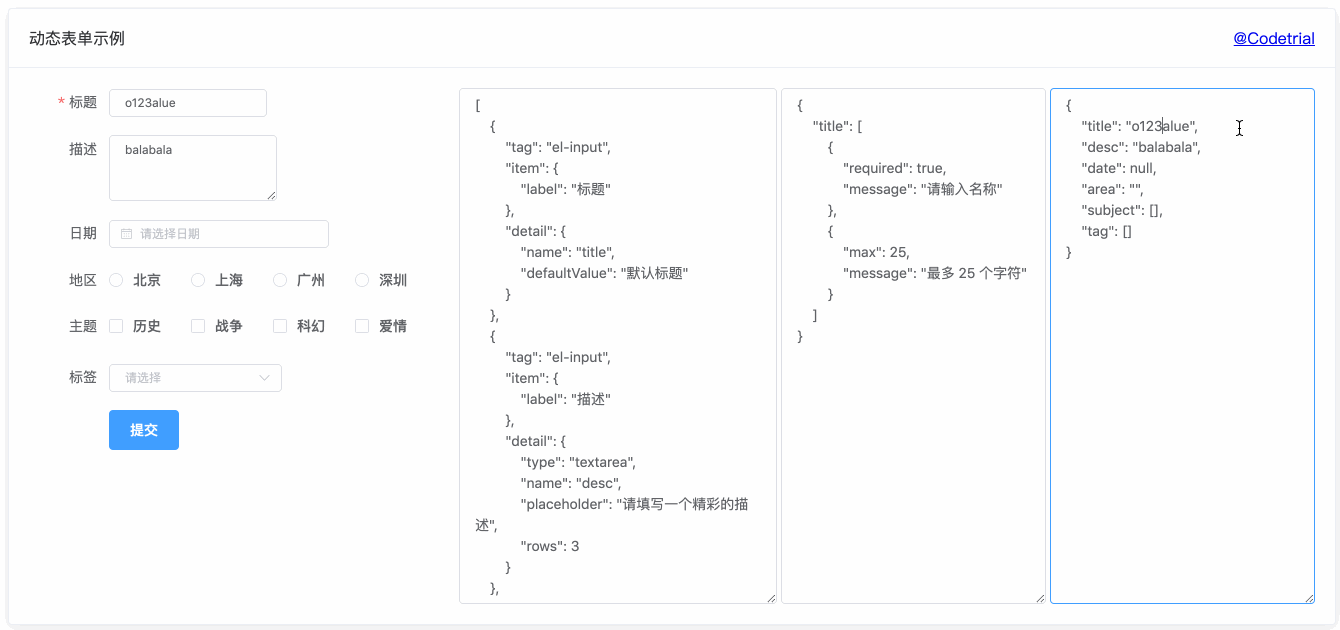 动态表单示例
@Codetrial
* 标题
o123alue
描述
balabala
日期
请选择日期
地区
北京
上海
广州
深圳
主题
历史
战争
科幻
爱情
标签
请选择
提交
[
{
"tag": "el-input",
"item": {
"label": "标题"
},
"detail": {
"name": "title",
"defaultValue": "默认标题"
}
},
{
"tag": "el-input",
"item": {
"label": "描述"
},
"detail": {
"type": "textarea",
"name": "desc",
"placeholder": "请填写一个精彩的描
述",
"rows": 3
}
},
{
"title": [
{
"required": true,
"message": "请输入名称"
},
{
"max": 25,
"message": "最多 25 个字符"
}
]
}
{
"title": "o123alue",
"desc": "balabala",
"date": null,
"area": "",
"subject": [],
"tag": []
}